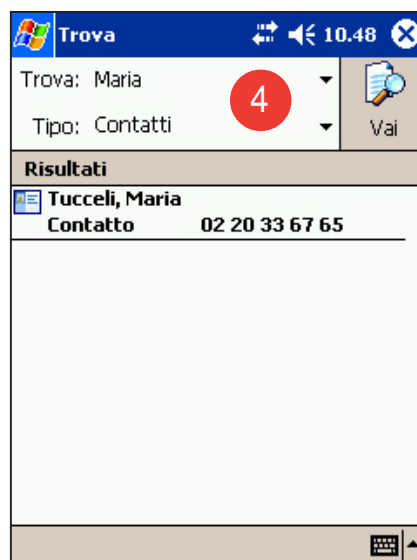 Trova 10.48
Trova: Maria
4
Tipo: Contatti
Vai
Risultati
Tucceli, Maria
Contatto 02 20 33 67 65